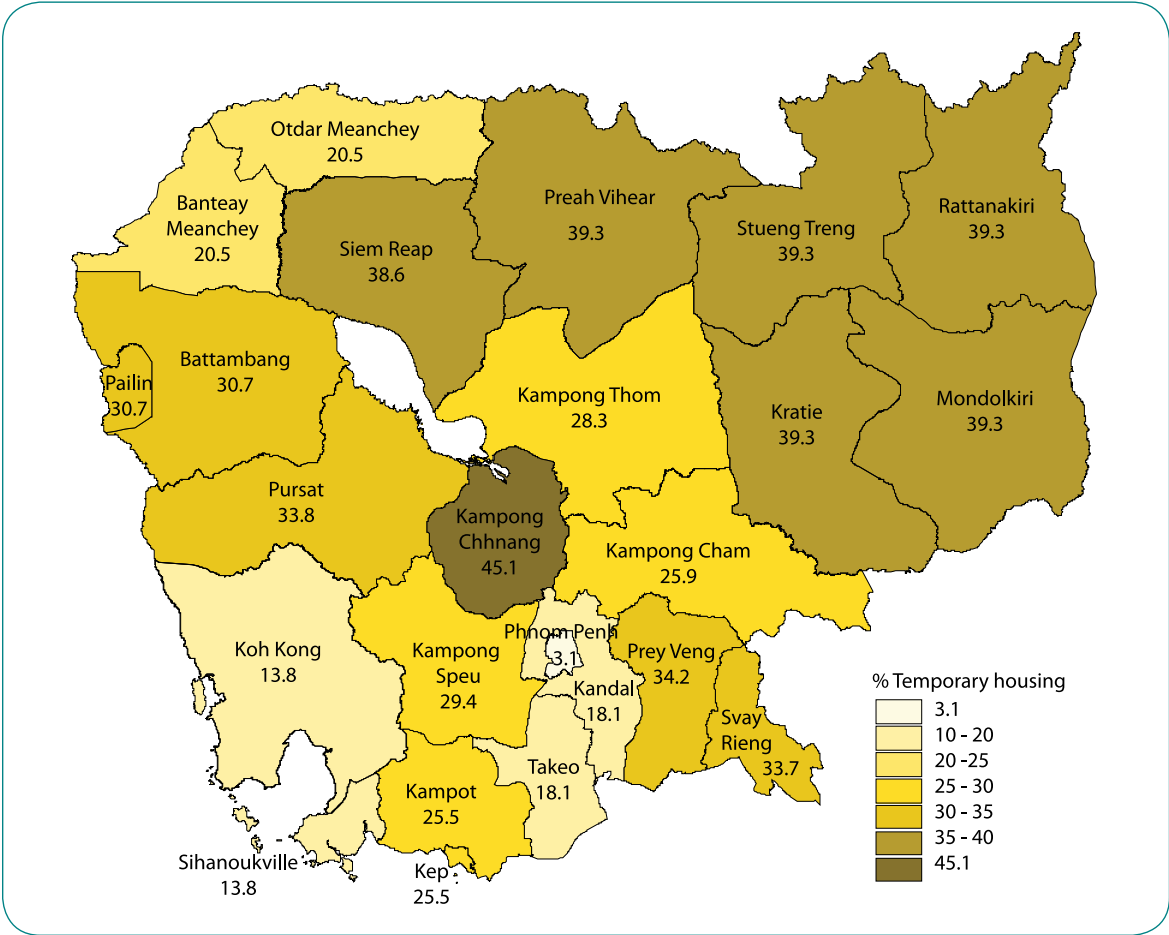 Otdar Meanchey
20.5
Banteay
Meanchey
20.5
Siem Reap
38.6
Preah Vihear
39.3
Stueng Treng
39.3
Rattanakiri
39.3
Battambang
30.7
Pailin
30.7
Kampong Thom
28.3
Kratie
39.3
Mondolkiri
39.3
Pursat
33.8
Kampong
Chhnang
45.1
Kampong Cham
25.9
Koh Kong
13.8
Kampong
Speu
29.4
Phnom Penh
3.1
Kandal
18.1
Prey Veng
34.2
Svay
Rieng
33.7
Takeo
18.1
Kampot
25.5
Sihanoukville
13.8
Kep
25.5
% Temporary housing
3.1
10 - 20
20 -25
25 - 30
30 - 35
35 - 40
45.1